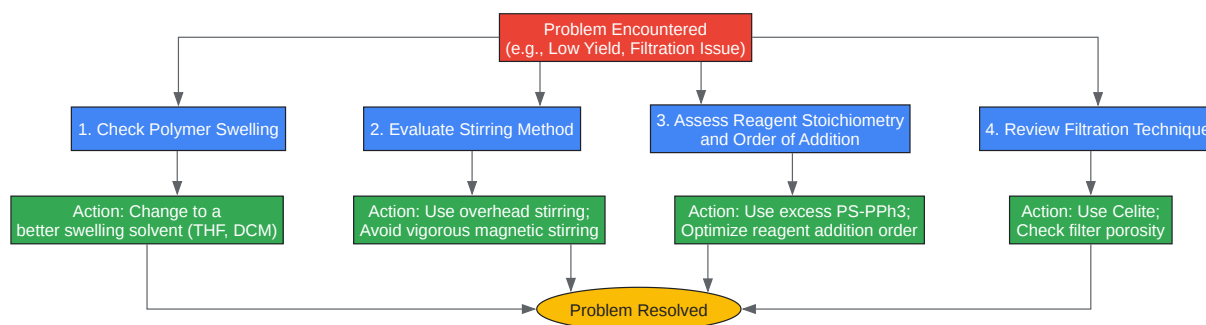 Problem Encountered
(e.g., Low Yield, Filtration Issue)
1. Check Polymer Swelling
2. Evaluate Stirring Method
3. Assess Reagent Stoichiometry
and Order of Addition
4. Review Filtration Technique
Action: Change to a
better swelling solvent (THF, DCM)
Action: Use overhead stirring;
Avoid vigorous magnetic stirring
Action: Use excess PS-PPh3;
Optimize reagent addition order
Action: Use Celite;
Check filter porosity
Problem Resolved